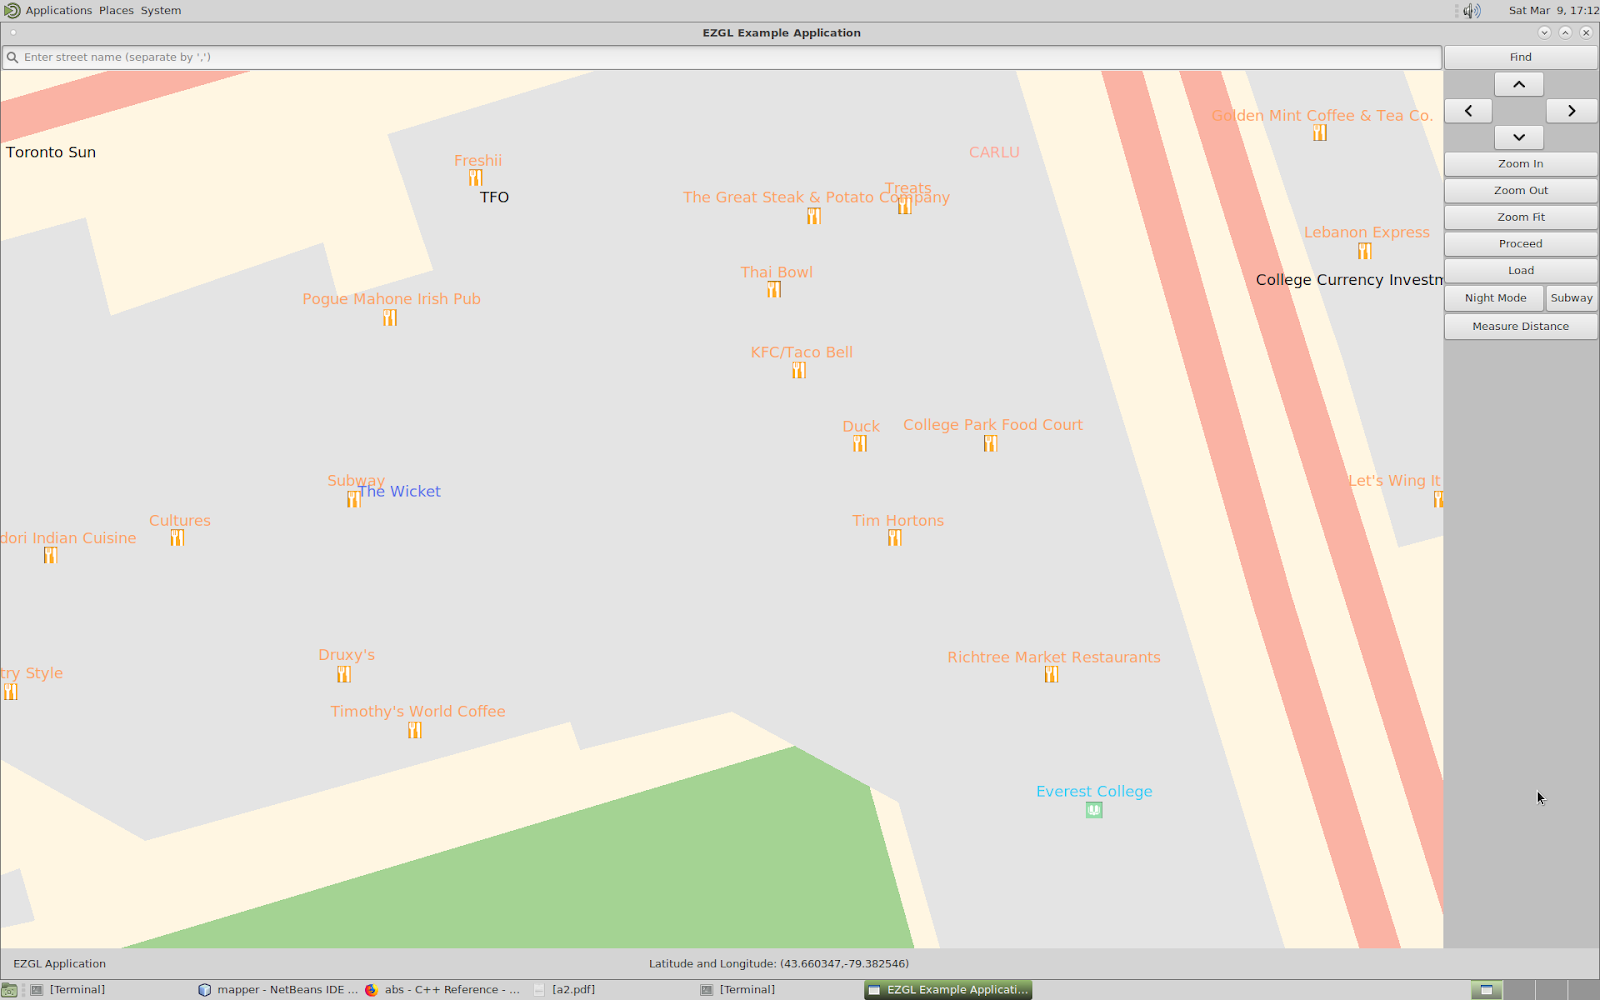 Applications Places System
Sat Mar 9, 17:12
EZGL Example Application
Enter street name (separate by ',')
Find
Golden Mint Coffee & Tea Co.
Toronto Sun
CARLU
Freshii
Zoom In
TFO
Treats
The Great Steak & Potato Company
Zoom Out
Zoom Fit
Lebanon Express
Proceed
Thai Bowl
Load
College Currency Investm
Pogue Mahone Irish Pub
Night Mode
Subway
Measure Distance
KFC/Taco Bell
Duck
College Park Food Court
Subway
The Wicket
Let's Wing It
Cultures
Tim Hortons
dori Indian Cuisine
Druxy's
Richtree Market Restaurants
try Style
Timothy's World Coffee
Everest College
EZGL Application
Latitude and Longitude: (43.660347,-79.382546)
[Terminal]
mapper - NetBeans IDE ...
abs - C++ Reference - ...
[a2.pdf]
[Terminal]
EZGL Example Applicati...